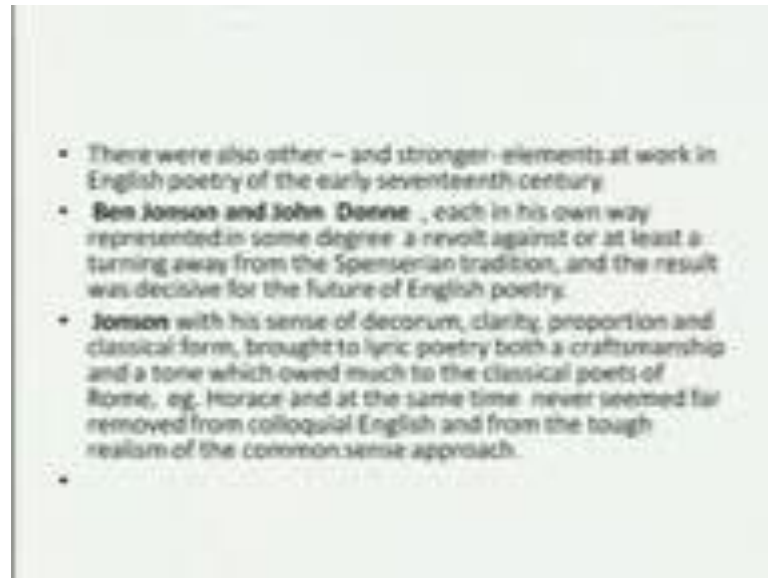 • There were also other – and stronger- elements at work in
English poetry of the early seventeenth century.
• Ben Jonson and John Donne , each in his own way
represented in some degree a revolt against or at least a
turning away from the Spenserian tradition, and the result
was decisive for the future of English poetry.
• Jonson with his sense of decorum, clarity, proportion and
classical form, brought to lyric poetry both a craftsmanship
and a tone which owed much to the classical poets of
Rome, eg. Horace and at the same time never seemed far
removed from colloquial English and from the tough
realism of the common sense approach.
•